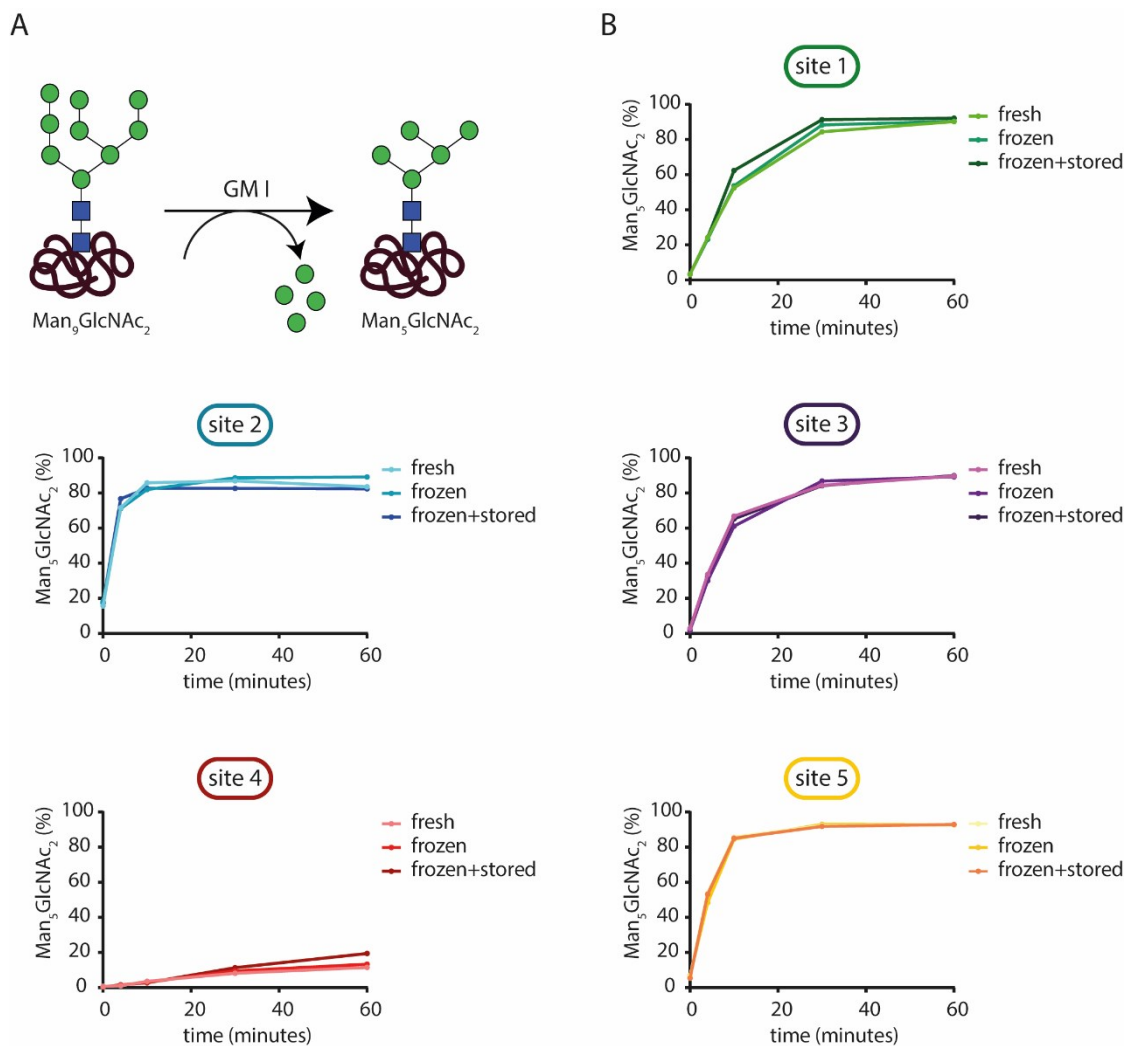 A
GM I
Man₉GlcNAc₂
Man₅GlcNAc₂
B
site 1
Man₅GlcNAc₂ (%)
100
80
60
40
20
0
0 20 40 60
time (minutes)
fresh
frozen
frozen+stored
site 2
Man₅GlcNAc₂ (%)
100
80
60
40
20
0
0 20 40 60
time (minutes)
fresh
frozen
frozen+stored
site 3
Man₅GlcNAc₂ (%)
100
80
60
40
20
0
0 20 40 60
time (minutes)
fresh
frozen
frozen+stored
site 4
Man₅GlcNAc₂ (%)
100
80
60
40
20
0
0 20 40 60
time (minutes)
fresh
frozen
frozen+stored
site 5
Man₅GlcNAc₂ (%)
100
80
60
40
20
0
0 20 40 60
time (minutes)
fresh
frozen
frozen+stored